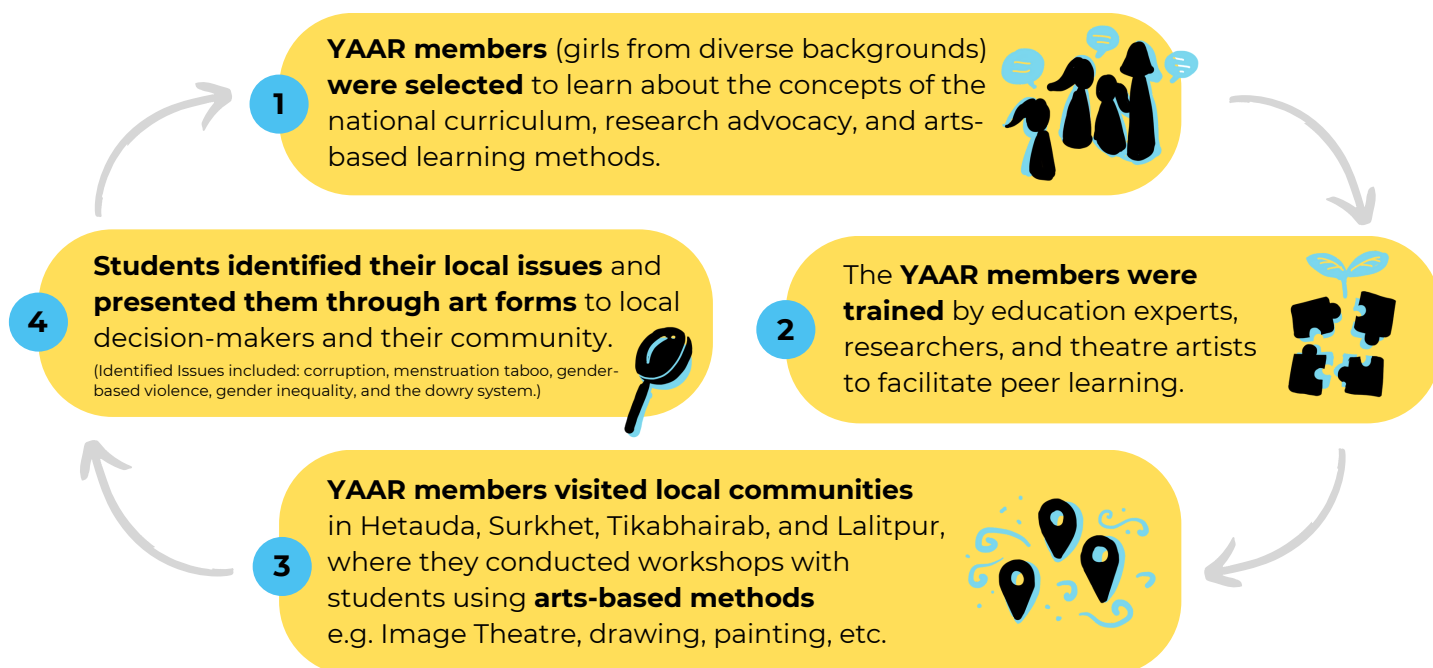 1
YAAR members (girls from diverse backgrounds)
were selected to learn about the concepts of the
national curriculum, research advocacy, and arts-
based learning methods.
2
The YAAR members were
trained by education experts,
researchers, and theatre artists
to facilitate peer learning.
3
YAAR members visited local communities
in Hetauda, Surkhet, Tikabhairab, and Lalitpur,
where they conducted workshops with
students using arts-based methods
e.g. Image Theatre, drawing, painting, etc.
4
Students identified their local issues and
presented them through art forms to local
decision-makers and their community.
(Identified Issues included: corruption, menstruation taboo, gender-
based violence, gender inequality, and the dowry system.)